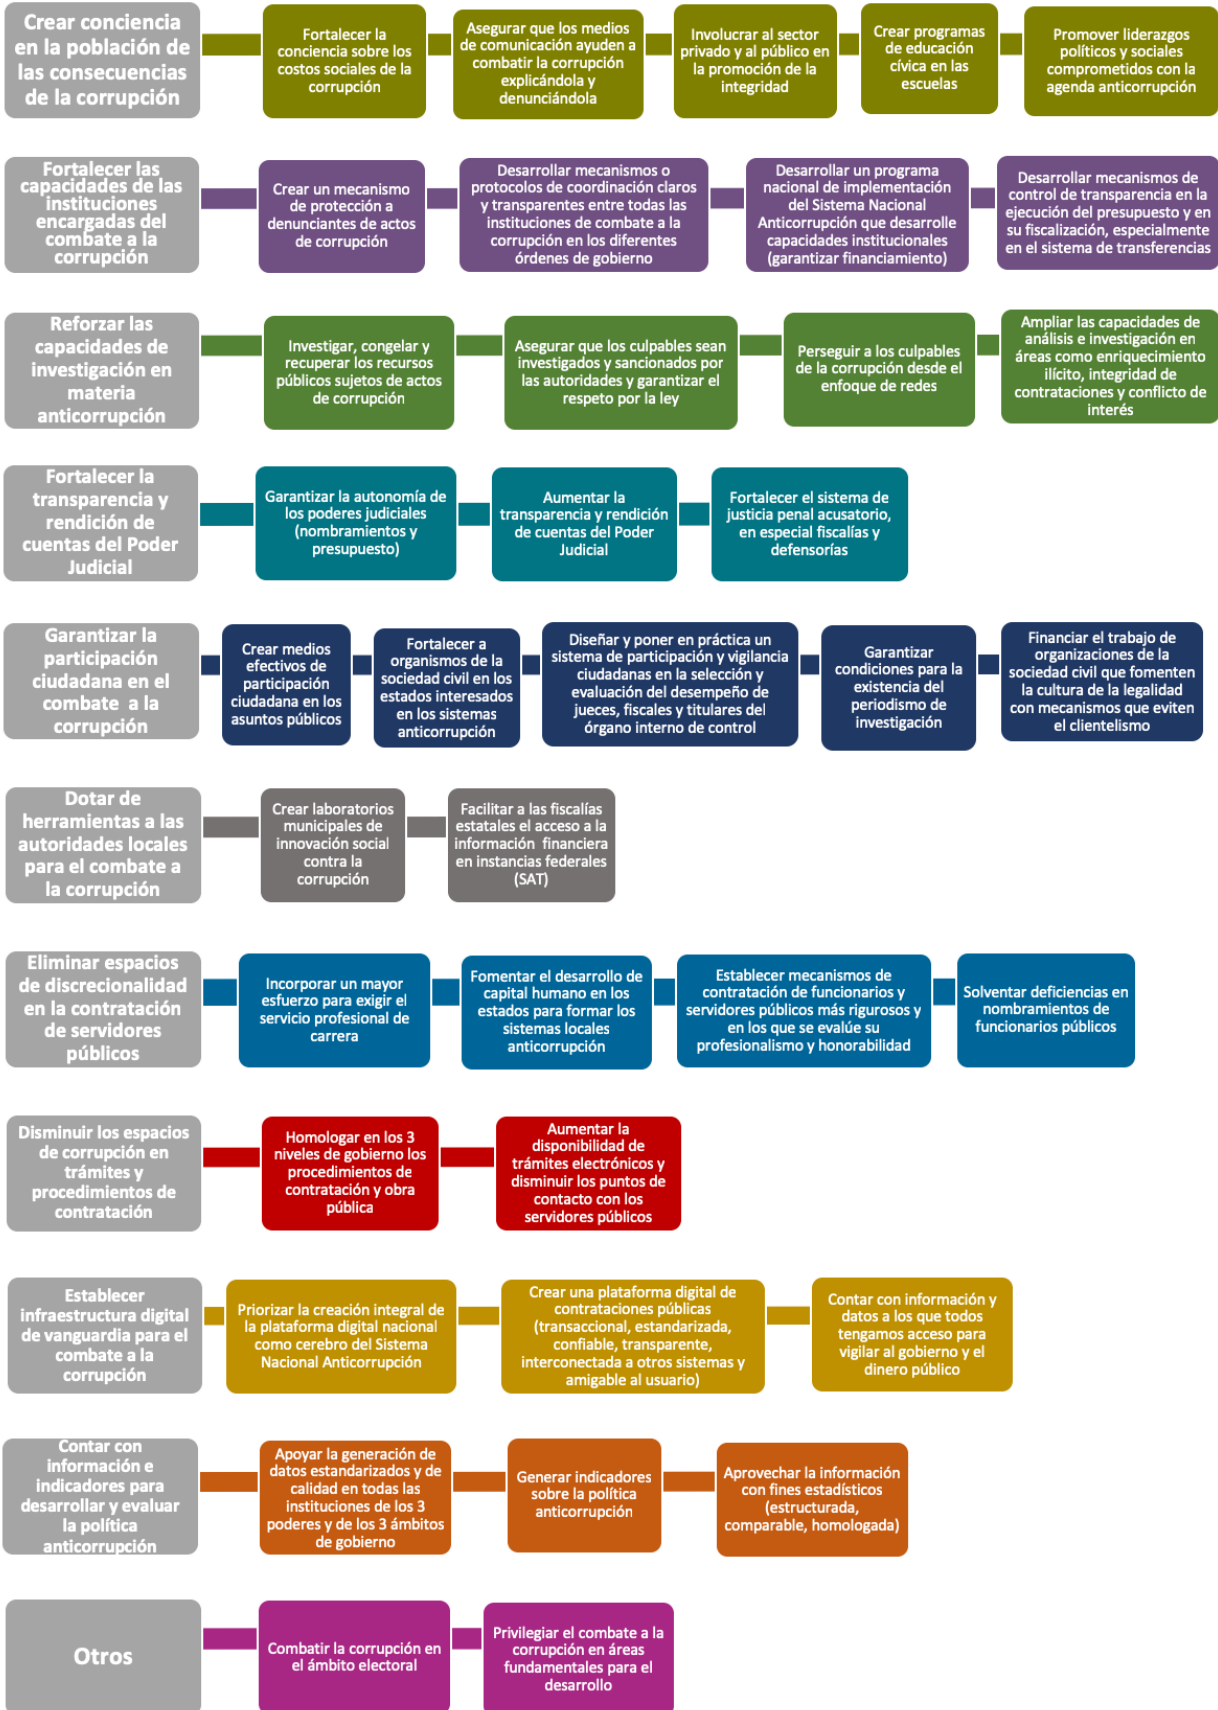 Crear conciencia
en la población de
las consecuencias
de la corrupción
Fortalecer la
conciencia sobre los
costos sociales de la
corrupción
Asegurar que los medios
de comunicación ayuden a
combatir la corrupción
explicándola y
denunciándola
Involucrar al sector
privado y al público en
la promoción de la
integridad
Crear programas
de educación
cívica en las
escuelas
Promover liderazgos
políticos y sociales
comprometidos con la
agenda anticorrupción
Fortalecer las
capacidades de las
instituciones
encargadas del
combate a la
corrupción
Crear un mecanismo
de protección a
denunciantes de actos
de corrupción
Desarrollar mecanismos o
protocolos de coordinación claros
y transparentes entre todas las
instituciones de combate a la
corrupción en los diferentes
órdenes de gobierno
Desarrollar un programa
nacional de implementación
del Sistema Nacional
Anticorrupción que desarrolle
capacidades institucionales
(garantizar financiamiento)
Desarrollar mecanismos de
control de transparencia en la
ejecución del presupuesto y en
su fiscalización, especialmente
en el sistema de transferencias
Reforzar las
capacidades de
investigación en
materia
anticorrupción
Investigar, congelar y
recuperar los recursos
públicos sujetos de actos
de corrupción
Asegurar que los culpables sean
investigados y sancionados por
las autoridades y garantizar el
respeto por la ley
Perseguir a los culpables
de la corrupción desde el
enfoque de redes
Ampliar las capacidades de
análisis e investigación en
áreas como enriquecimiento
ilícito, integridad de
contrataciones y conflicto de
interés
Fortalecer la
transparencia y
rendición de
cuentas del Poder
Judicial
Garantizar la autonomía de
los poderes judiciales
(nombramientos y
presupuesto)
Aumentar la
transparencia y rendición
de cuentas del Poder
Judicial
Fortalecer el sistema de
justicia penal acusatorio,
en especial fiscalías y
defensorías
Garantizar la
participación
ciudadana en el
combate a la
corrupción
Crear medios
efectivos de
participación
ciudadana en los
asuntos públicos
Fortalecer a
organismos de la
sociedad civil en los
estados interesados
en los sistemas
anticorrupción
Diseñar y poner en práctica un
sistema de participación y vigilancia
ciudadanas en la selección y
evaluación del desempeño de
jueces, fiscales y titulares del
órgano interno de control
Garantizar
condiciones para la
existencia del
periodismo de
investigación
Financiar el trabajo de
organizaciones de la
sociedad civil que fomenten
la cultura de la legalidad
con mecanismos que eviten
el clientelismo
Dotar de
herramientas a las
autoridades locales
para el combate a
la corrupción
Crear laboratorios
municipales de
innovación social
contra la
corrupción
Facilitar a las fiscalías
estatales el acceso a la
información financiera
en instancias federales
(SAT)
Eliminar espacios
de discrecionalidad
en la contratación
de servidores
públicos
Incorporar un mayor
esfuerzo para exigir el
servicio profesional de
carrera
Fomentar el desarrollo de
capital humano en los
estados para formar los
sistemas locales
anticorrupción
Establecer mecanismos de
contratación de funcionarios y
servidores públicos más rigurosos y
en los que se evalúe su
profesionalismo y honorabilidad
Solventar deficiencias en
nombramientos de
funcionarios públicos
Disminuir los espacios
de corrupción en
trámites y
procedimientos de
contratación
Homologar en los 3
niveles de gobierno los
procedimientos de
contratación y obra
pública
Aumentar la
disponibilidad de
trámites electrónicos y
disminuir los puntos de
contacto con los
servidores públicos
Establecer
infraestructura digital
de vanguardia para el
combate a la
corrupción
Priorizar la creación integral de
la plataforma digital nacional
como cerebro del Sistema
Nacional Anticorrupción
Crear una plataforma digital de
contrataciones públicas
(transaccional, estandarizada,
confiable, transparente,
interconectada a otros sistemas y
amigable al usuario)
Contar con información y
datos a los que todos
tengamos acceso para
vigilar al gobierno y el
dinero público
Contar con
información e
indicadores para
desarrollar y evaluar
la política
anticorrupción
Apoyar la generación de
datos estandarizados y de
calidad en todas las
instituciones de los 3
poderes y de los 3 ámbitos
de gobierno
Generar indicadores
sobre la política
anticorrupción
Aprovechar la información
con fines estadísticos
(estructurada,
comparable, homologada)
Otros
Combatir la corrupción en
el ámbito electoral
Privilegiar el combate a la
corrupción en áreas
fundamentales para el
desarrollo